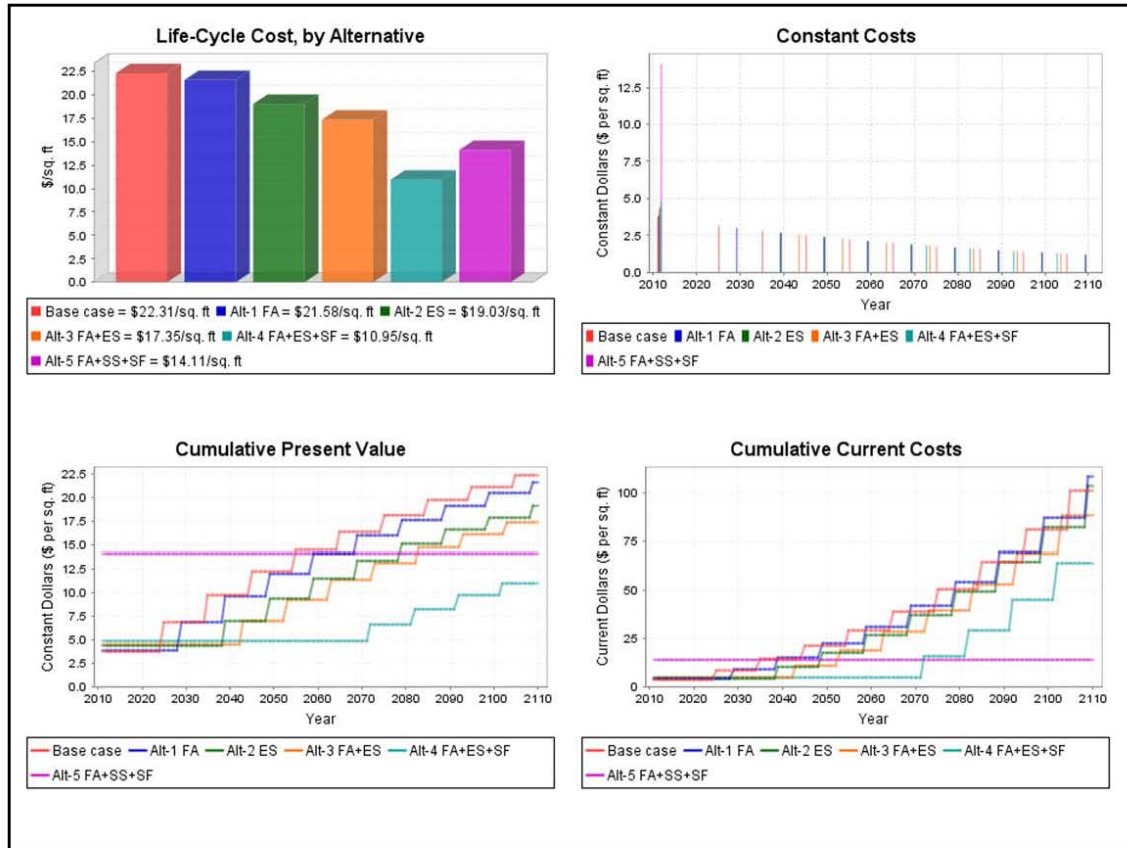 Life-Cycle Cost, by Alternative
$/sq. ft
22.5
20.0
17.5
15.0
12.5
10.0
7.5
5.0
2.5
0.0
Base case = $22.31/sq. ft Alt-1 FA = $21.58/sq. ft Alt-2 ES = $19.03/sq. ft
Alt-3 FA+ES = $17.35/sq. ft Alt-4 FA+ES+SF = $10.95/sq. ft
Alt-5 FA+SS+SF = $14.11/sq. ft
Constant Costs
Constant Dollars ($ per sq. ft)
12.5
10.0
7.5
5.0
2.5
0.0
2010 2020 2030 2040 2050 2060 2070 2080 2090 2100 2110
Year
Base case Alt-1 FA Alt-2 ES Alt-3 FA+ES Alt-4 FA+ES+SF
Alt-5 FA+SS+SF
Cumulative Present Value
Constant Dollars ($ per sq. ft)
22.5
20.0
17.5
15.0
12.5
10.0
7.5
5.0
2.5
0.0
2010 2020 2030 2040 2050 2060 2070 2080 2090 2100 2110
Year
Base case Alt-1 FA Alt-2 ES Alt-3 FA+ES Alt-4 FA+ES+SF
Alt-5 FA+SS+SF
Cumulative Current Costs
Current Dollars ($ per sq. ft)
100
75
50
25
0
2010 2020 2030 2040 2050 2060 2070 2080 2090 2100 2110
Year
Base case Alt-1 FA Alt-2 ES Alt-3 FA+ES Alt-4 FA+ES+SF
Alt-5 FA+SS+SF